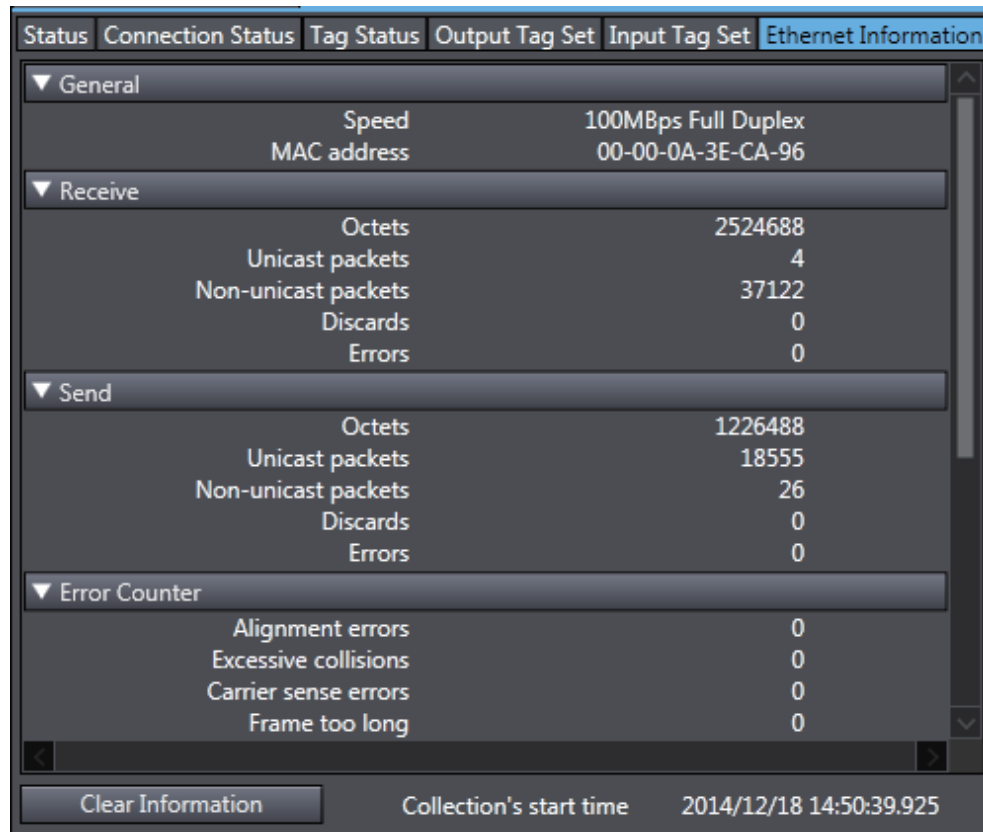 Status Connection Status Tag Status Output Tag Set Input Tag Set Ethernet Information
▼ General
Speed 100MBps Full Duplex
MAC address 00-00-0A-3E-CA-96
▼ Receive
Octets 2524688
Unicast packets 4
Non-unicast packets 37122
Discards 0
Errors 0
▼ Send
Octets 1226488
Unicast packets 18555
Non-unicast packets 26
Discards 0
Errors 0
▼ Error Counter
Alignment errors 0
Excessive collisions 0
Carrier sense errors 0
Frame too long 0
Clear Information Collection's start time 2014/12/18 14:50:39.925